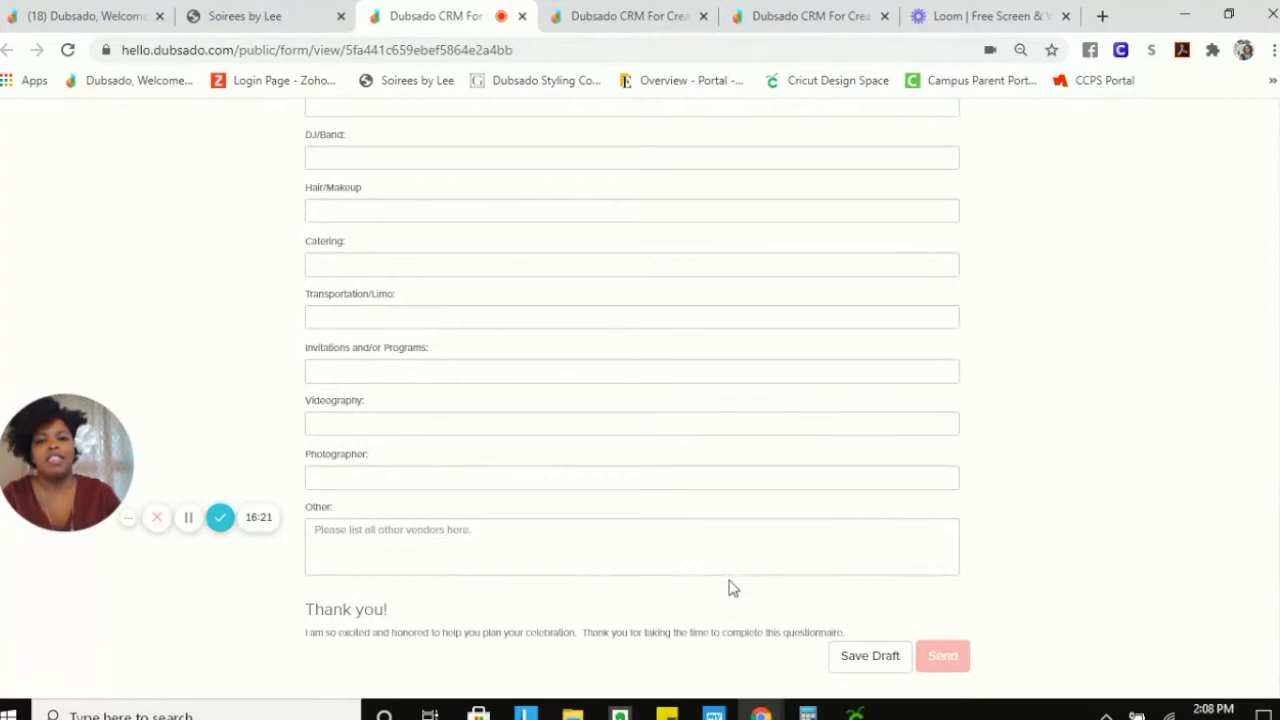 (18) Dubsado, Welcome
Soirees by Lee
Dubsado CRM For
Dubsado CRM For Crea
Dubsado CRM For Crea
Loom | Free Screen & V
hello.dubsado.com/public/form/view/5fa441c659ebef5864e2a4bb
Apps
Dubsado, Welcome...
Login Page - Zoho...
Soirees by Lee
Dubsado Styling Co...
Overview - Portal -...
Cricut Design Space
Campus Parent Port...
CCPS Portal
DJ/Band:
Hair/Makeup
Catering:
Transportation/Limo:
Invitations and/or Programs:
Videography:
Photographer:
Other:
Please list all other vendors here.
16:21
Thank you!
I am so excited and honored to help you plan your celebration. Thank you for taking the time to complete this questionnaire.
Save Draft
Send
Type here to search
2:08 PM